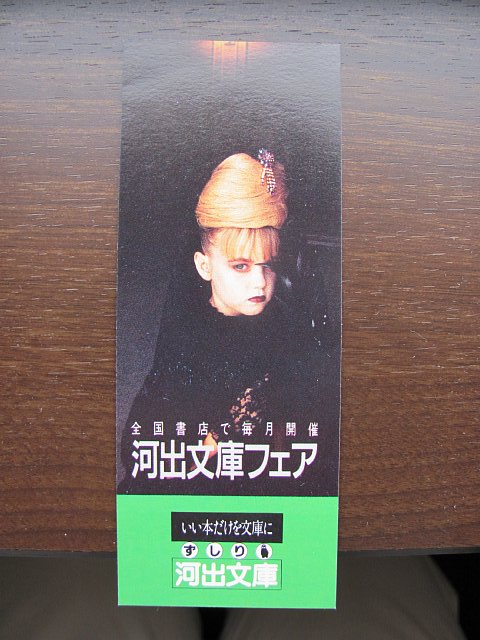 全国書店で毎月開催
河出文庫フェア
いい本だけを文庫に
ずしり
河出文庫